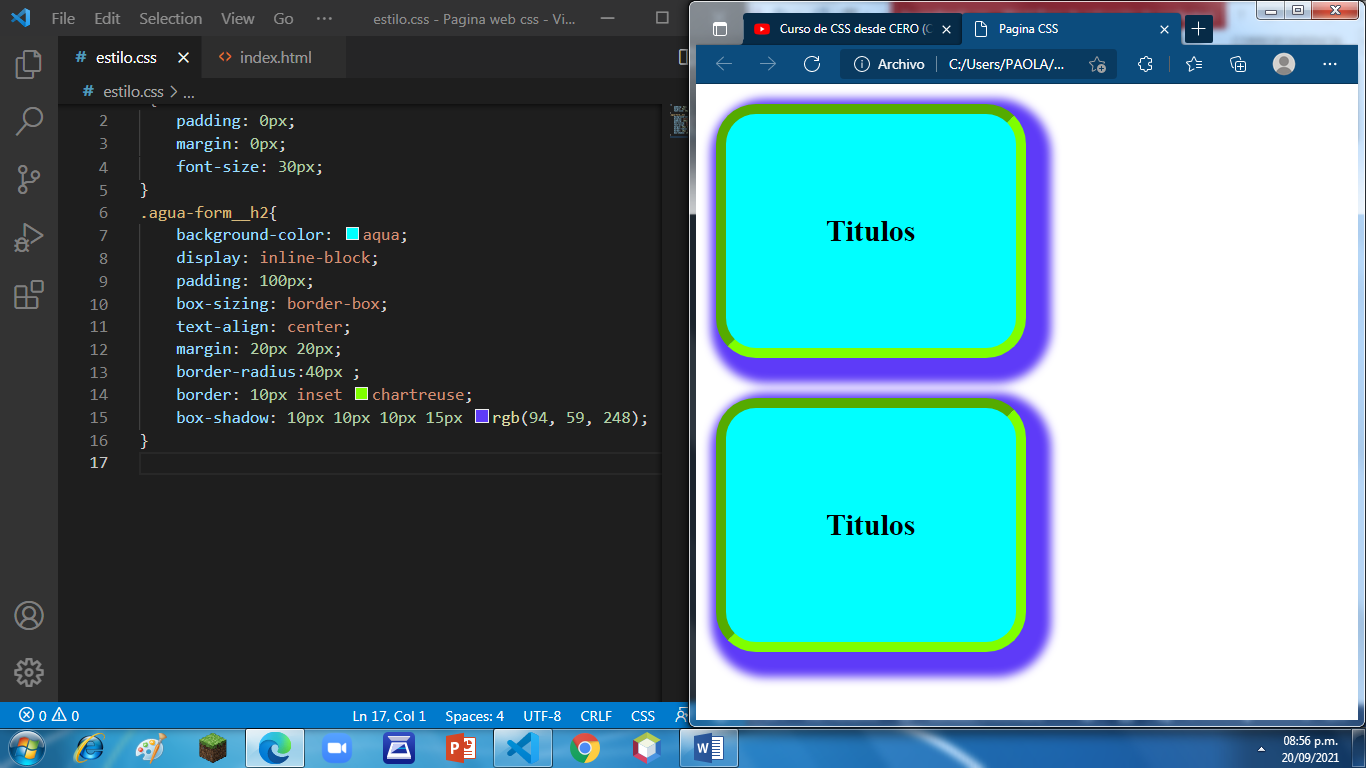 File Edit Selection View Go ··· estilo.css - Pagina web css - Vi...
estilo.css index.html
estilo.css > ...
{
2 padding: 0px;
3 margin: 0px;
4 font-size: 30px;
5 }
6 .agua-form__h2{
7 background-color: aqua;
8 display: inline-block;
9 padding: 100px;
10 box-sizing: border-box;
11 text-align: center;
12 margin: 20px 20px;
13 border-radius:40px ;
14 border: 10px inset chartreuse;
15 box-shadow: 10px 10px 10px 15px rgb(94, 59, 248);
16 }
17
0 0 Ln 17, Col 1 Spaces: 4 UTF-8 CRLF CSS
Curso de CSS desde CERO (C Pagina CSS
Archivo C:/Users/PAOLA/...
Titulos
Titulos
08:56 p.m.
20/09/2021